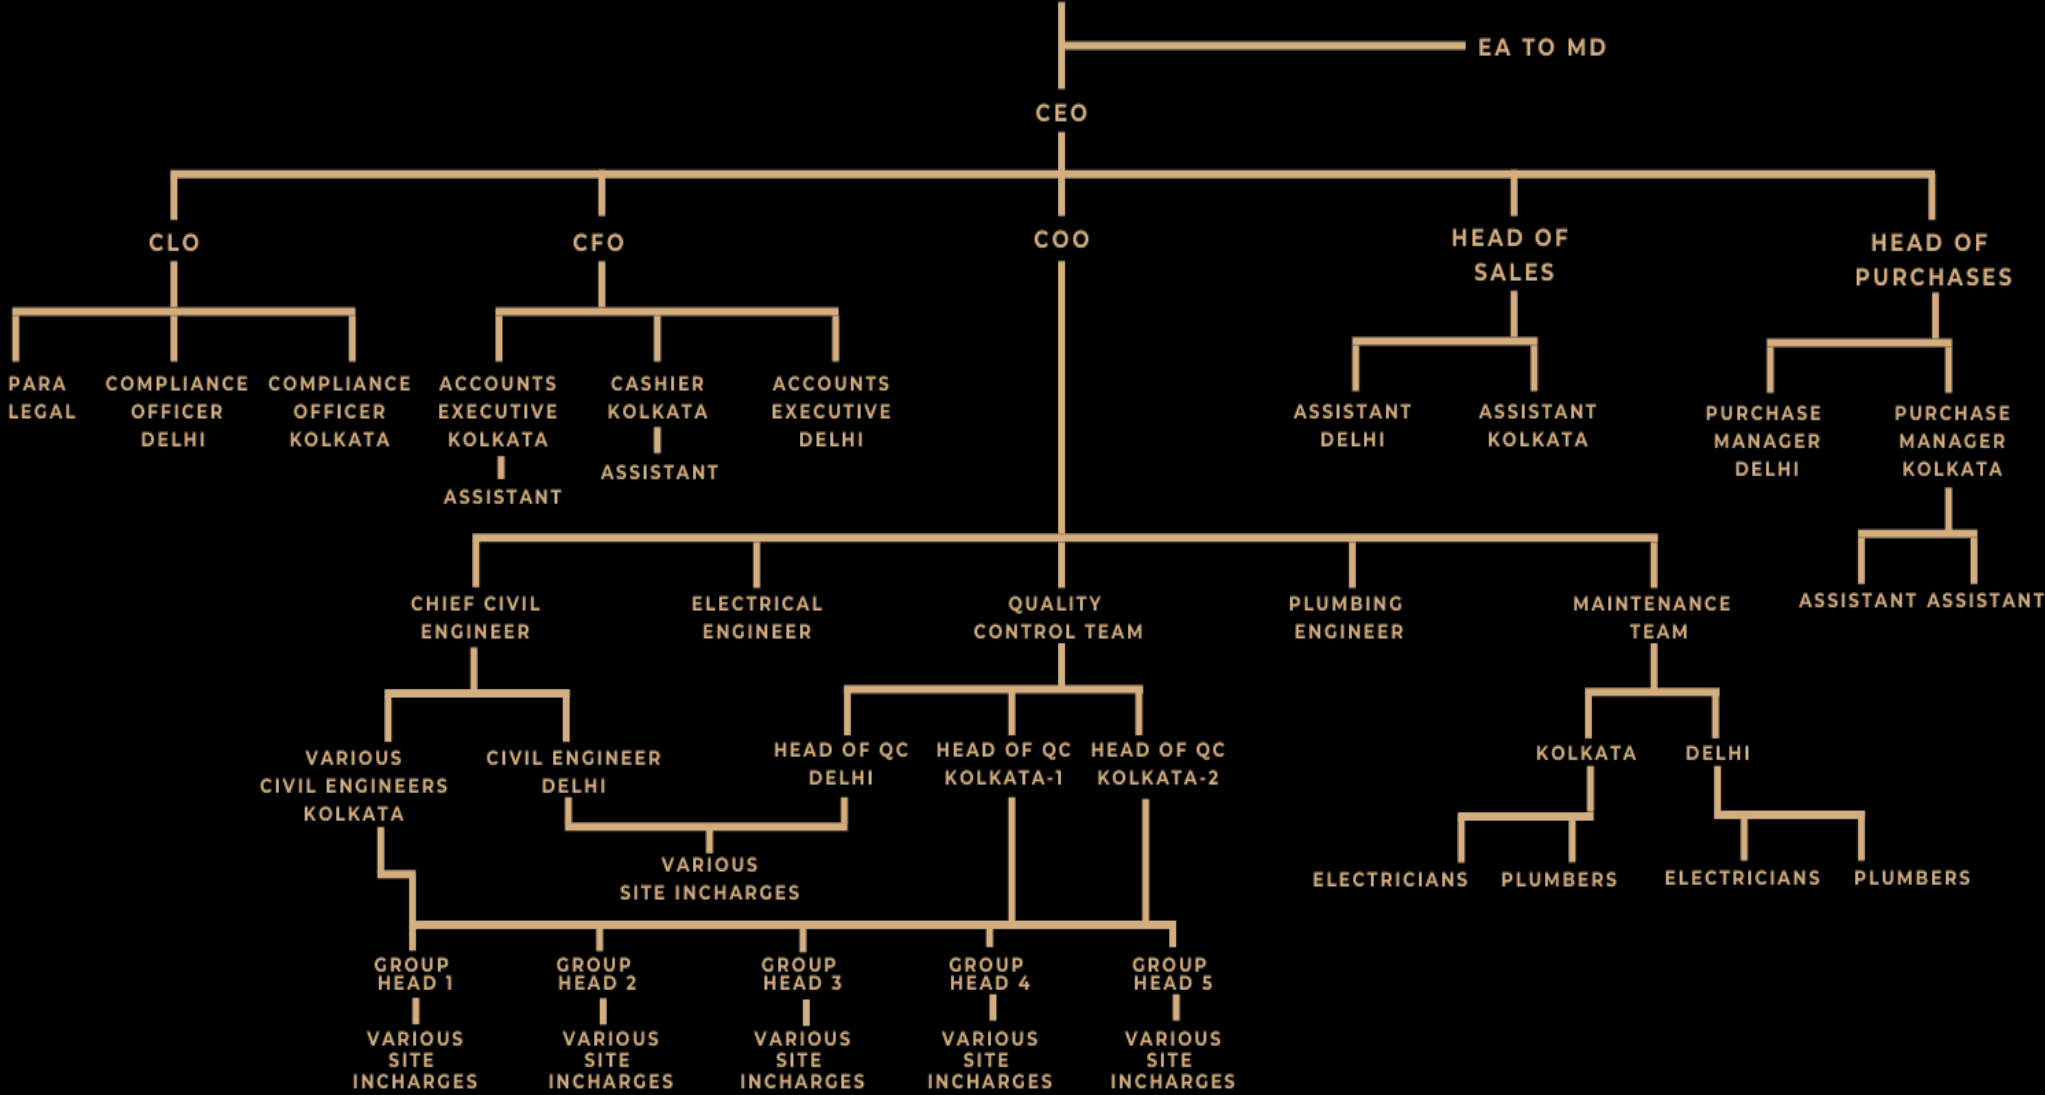 EA TO MD
CEO
CLO
CFO
COO
HEAD OF
SALES
HEAD OF
PURCHASES
PARA
LEGAL
COMPLIANCE
OFFICER
DELHI
COMPLIANCE
OFFICER
KOLKATA
ACCOUNTS
EXECUTIVE
KOLKATA
ASSISTANT
CASHIER
KOLKATA
ASSISTANT
ACCOUNTS
EXECUTIVE
DELHI
ASSISTANT
DELHI
ASSISTANT
KOLKATA
PURCHASE
MANAGER
DELHI
PURCHASE
MANAGER
KOLKATA
ASSISTANT
ASSISTANT
CHIEF CIVIL
ENGINEER
ELECTRICAL
ENGINEER
QUALITY
CONTROL TEAM
PLUMBING
ENGINEER
MAINTENANCE
TEAM
VARIOUS
CIVIL ENGINEERS
KOLKATA
CIVIL ENGINEER
DELHI
HEAD OF QC
DELHI
HEAD OF QC
KOLKATA-1
HEAD OF QC
KOLKATA-2
KOLKATA
DELHI
VARIOUS
SITE INCHARGES
ELECTRICIANS
PLUMBERS
ELECTRICIANS
PLUMBERS
GROUP
HEAD 1
GROUP
HEAD 2
GROUP
HEAD 3
GROUP
HEAD 4
GROUP
HEAD 5
VARIOUS
SITE
INCHARGES
VARIOUS
SITE
INCHARGES
VARIOUS
SITE
INCHARGES
VARIOUS
SITE
INCHARGES
VARIOUS
SITE
INCHARGES